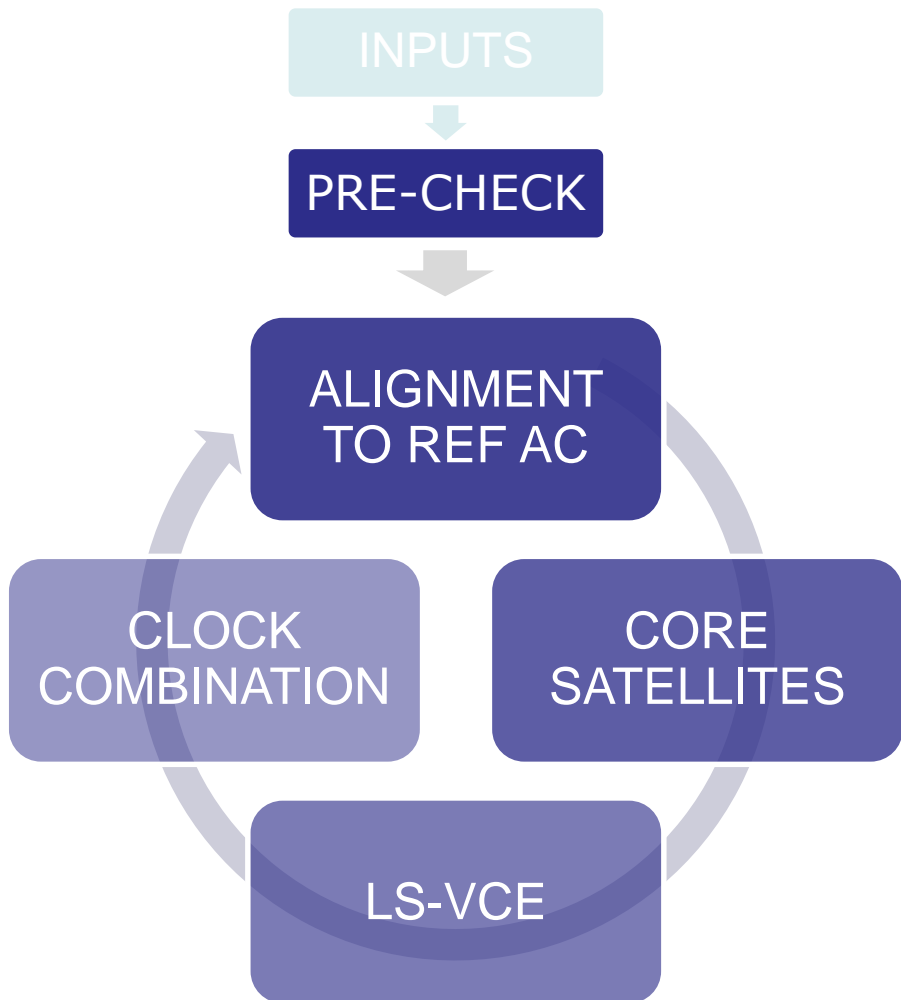 INPUTS
PRE-CHECK
ALIGNMENT
TO REF AC
CLOCK
COMBINATION
CORE
SATELLITES
LS-VCE